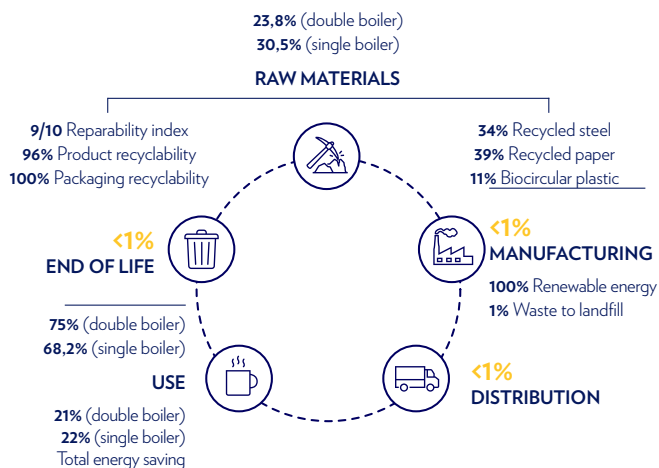 23,8% (double boiler)
30,5% (single boiler)
RAW MATERIALS
9/10 Reparability index
96% Product recyclability
100% Packaging recyclability
34% Recycled steel
39% Recycled paper
11% Biocircular plastic
<1%
END OF LIFE
<1%
MANUFACTURING
100% Renewable energy
1% Waste to landfill
75% (double boiler)
68,2% (single boiler)
USE
21% (double boiler)
22% (single boiler)
Total energy saving
<1%
DISTRIBUTION